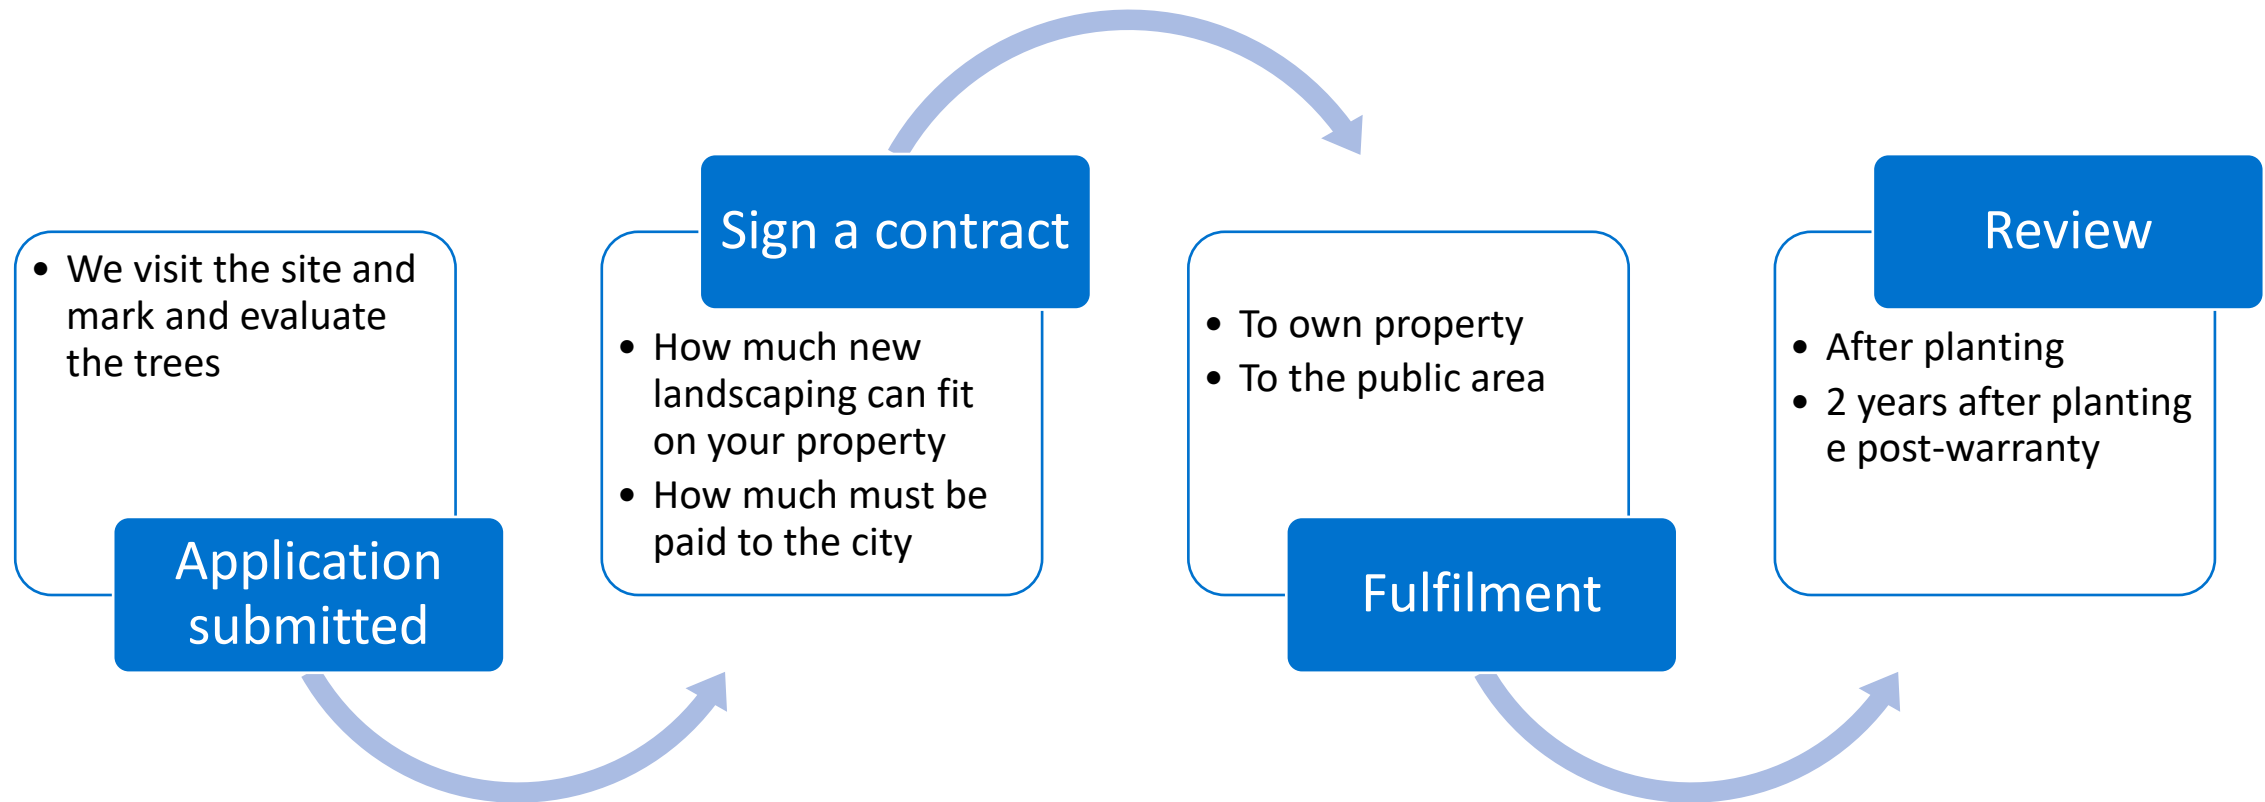 • We visit the site and
mark and evaluate
the trees
Application
submitted
Sign a contract
• How much new
landscaping can fit
on your property
• How much must be
paid to the city
• To own property
• To the public area
Fulfilment
Review
• After planting
• 2 years after planting
e post-warranty